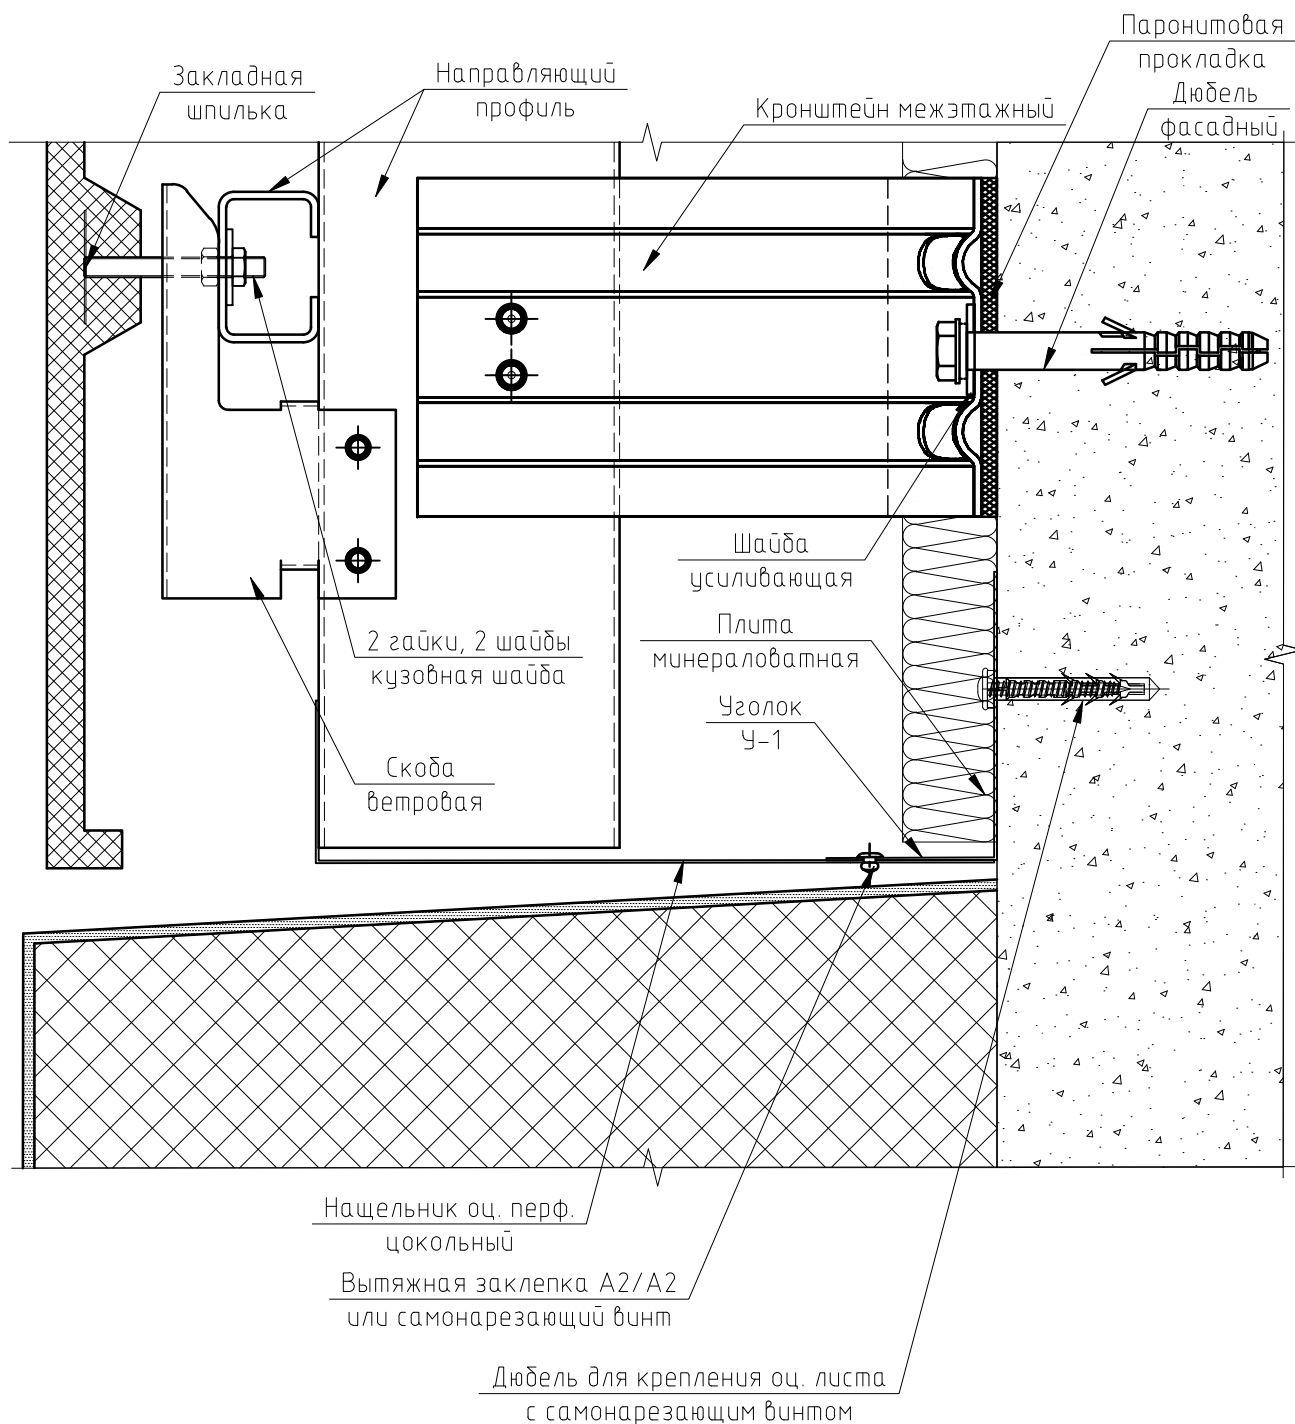 Паронитовая
прокладка
Закладная
шпилька
Направляющий
профиль
Кронштейн межэтажный
Дюбель
фасадный
Шайба
усиливающая
2 гайки, 2 шайбы
кузовная шайба
Плита
минераловатная
Уголок
У-1
Скоба
ветровая
Нащельник оц. перф.
цокольный
Вытяжная заклепка А2/А2
или самонарезающий винт
Дюбель для крепления оц. листа
с самонарезающим винтом